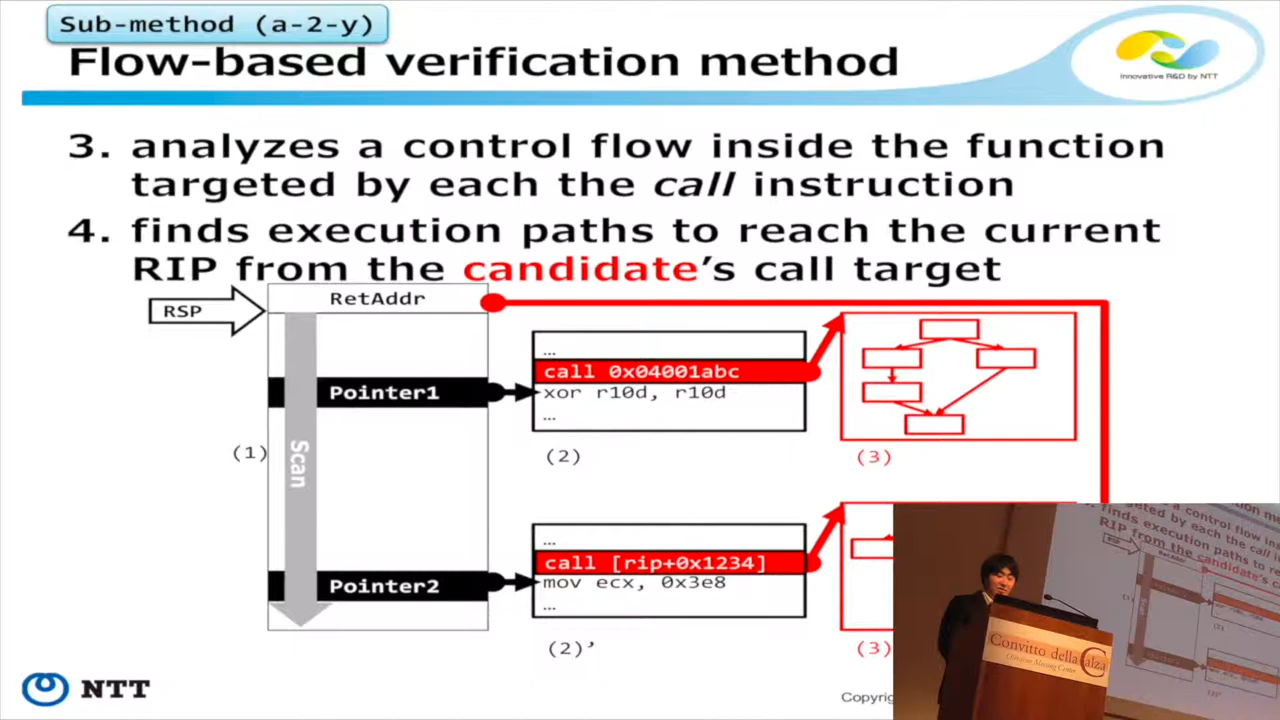 Sub-method (a-2-y)
Flow-based verification method
Innovative R&D by NTT
3. analyzes a control flow inside the function
targeted by each the call instruction
4. finds execution paths to reach the current
RIP from the candidate's call target
RSP
RetAddr
...
call 0x04001abc
Pointer1
xor r10d, r10d
...
(1)
Scan
(2)
(3)
...
call [rip+0x1234]
Pointer2
mov ecx, 0x3e8
...
(2)'
(3)
NTT
Convitto della Calza